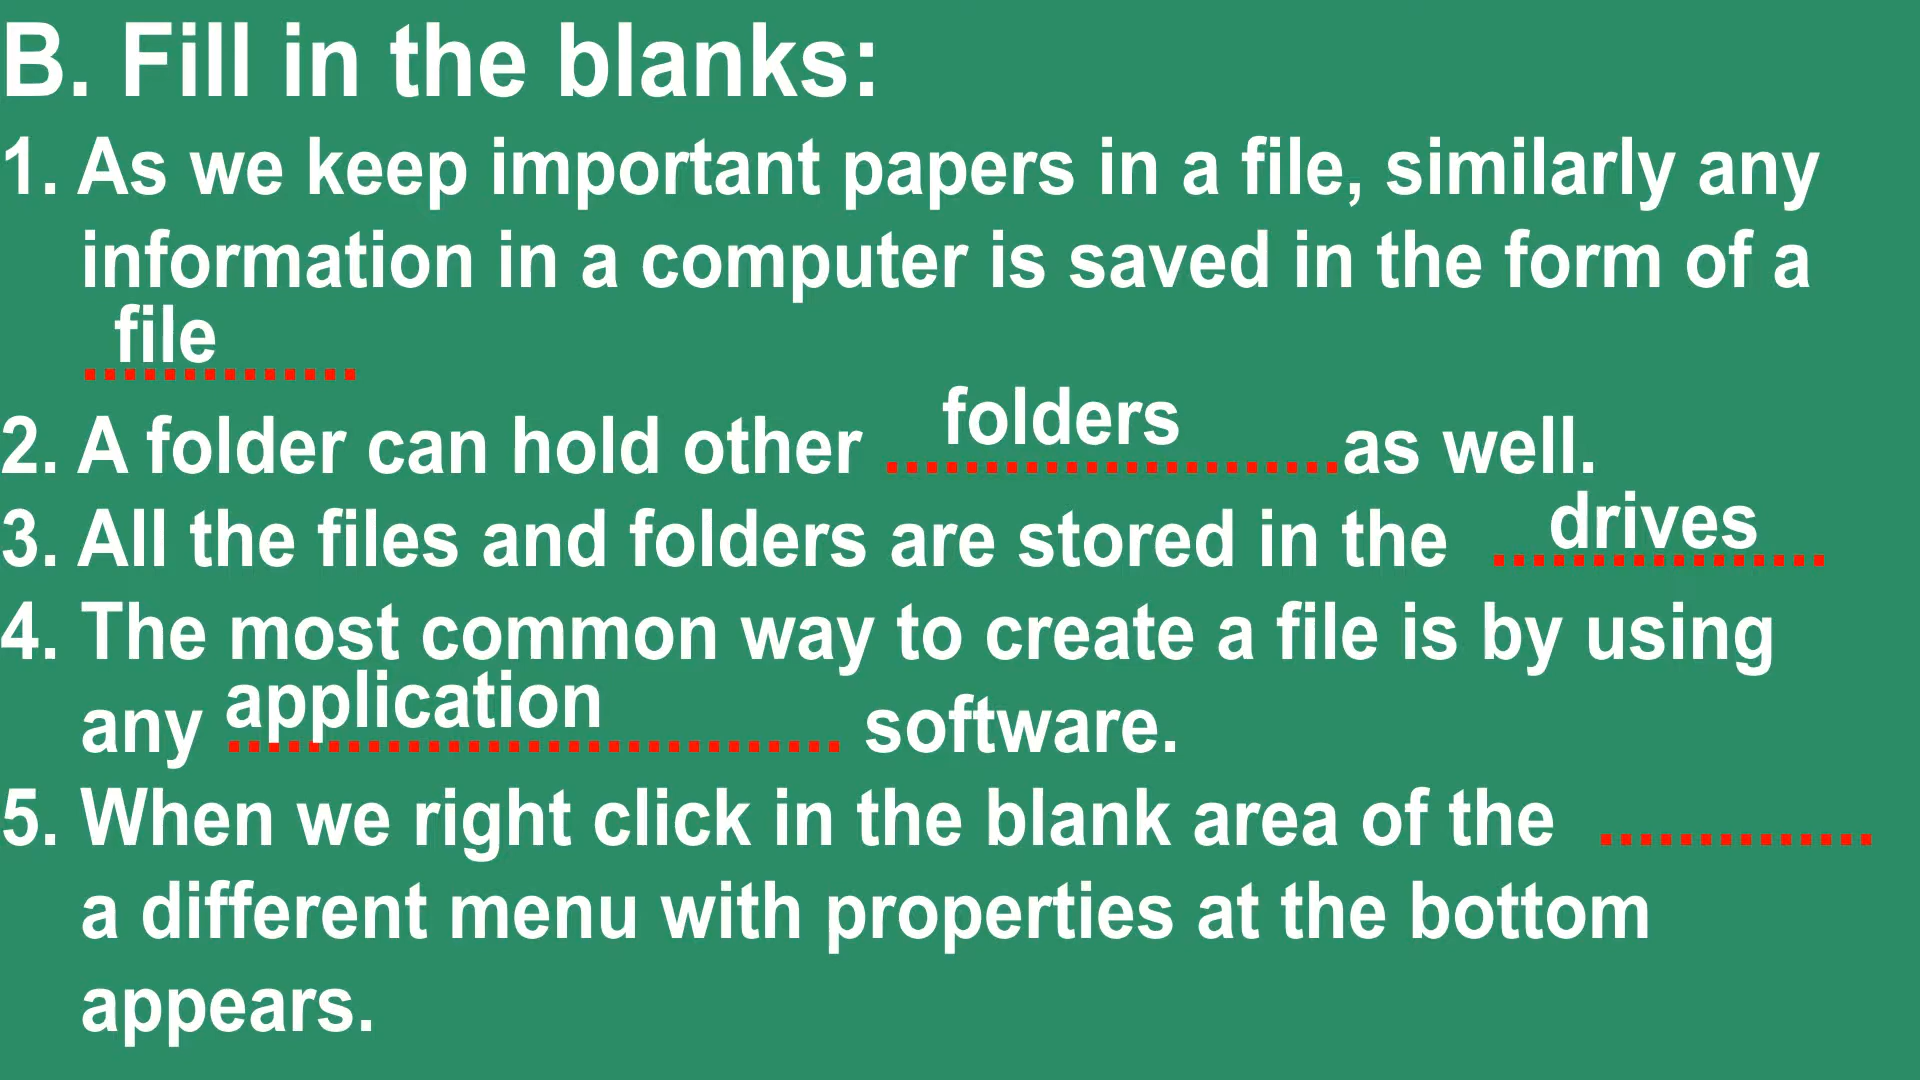 B. Fill in the blanks:
1. As we keep important papers in a file, similarly any
information in a computer is saved in the form of a
file
..............
2. A folder can hold other folders.......................as well.
3. All the files and folders are stored in the drives.................
4. The most common way to create a file is by using
any application............................... software.
5. When we right click in the blank area of the ..............
a different menu with properties at the bottom
appears.